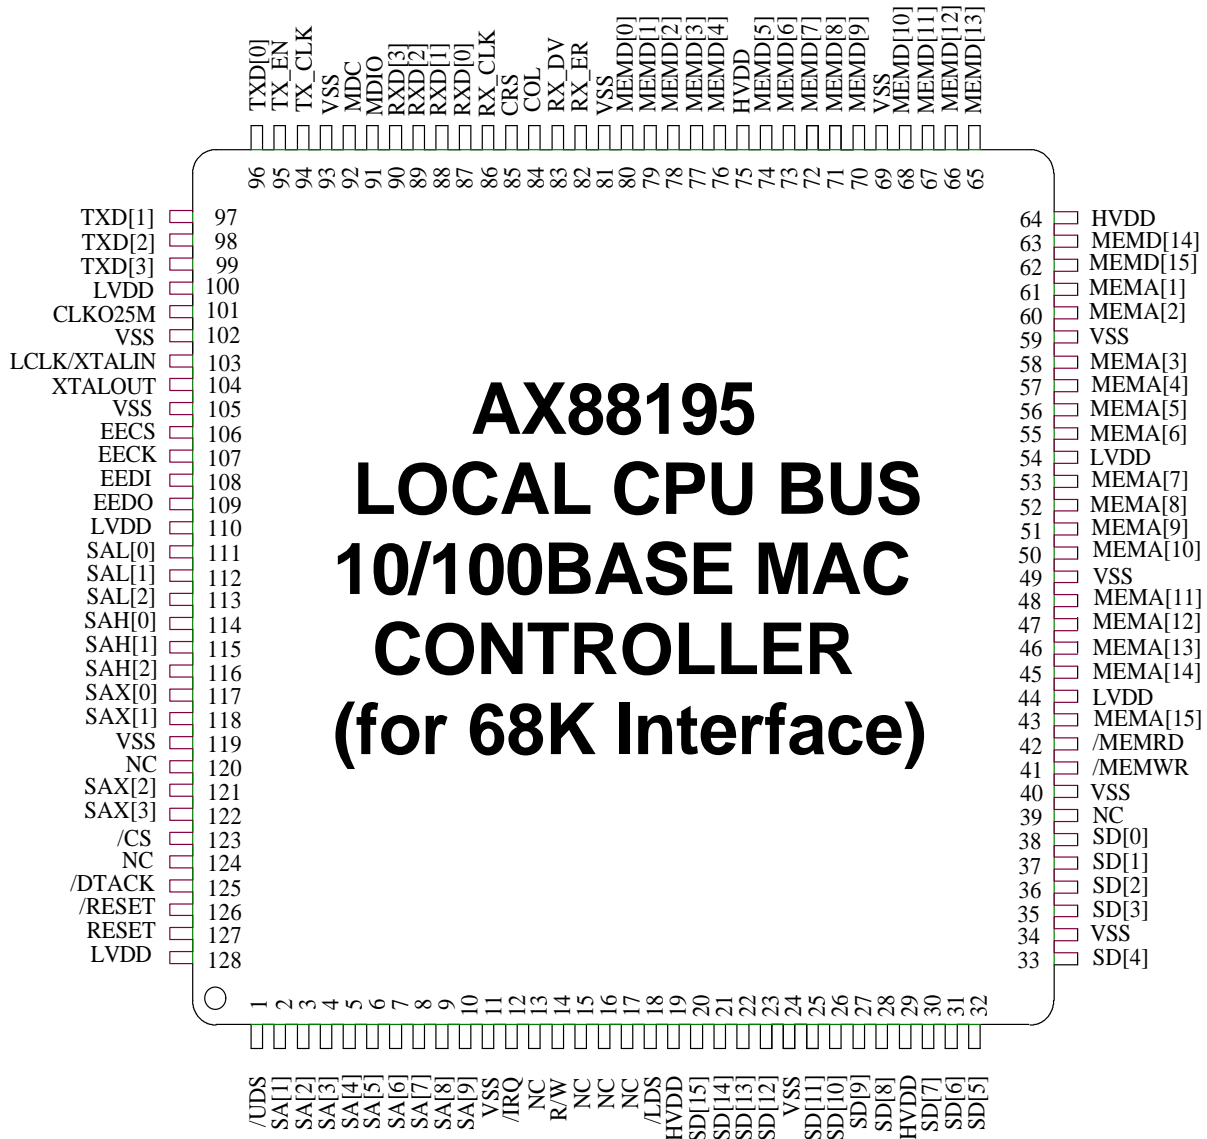 TXD[0] TX_EN TX_CLK VSS MDC MDIO RXD[3] RXD[2] RXD[1] RXD[0] RX_CLK CRS COL RX_DV RX_ER VSS MEMD[0] MEMD[1] MEMD[2] MEMD[3] MEMD[4] HVDD MEMD[5] MEMD[6] MEMD[7] MEMD[8] MEMD[9] VSS MEMD[10] MEMD[11] MEMD[12] MEMD[13]
96 95 94 93 92 91 90 89 88 87 86 85 84 83 82 81 80 79 78 77 76 75 74 73 72 71 70 69 68 67 66 65
TXD[1] 97
TXD[2] 98
TXD[3] 99
LVDD 100
CLKO25M 101
VSS 102
LCLK/XTALIN 103
XTALOUT 104
VSS 105
EECS 106
EECK 107
EEDI 108
EEDO 109
LVDD 110
SAL[0] 111
SAL[1] 112
SAL[2] 113
SAH[0] 114
SAH[1] 115
SAH[2] 116
SAX[0] 117
SAX[1] 118
VSS 119
NC 120
SAX[2] 121
SAX[3] 122
/CS 123
NC 124
/DTACK 125
/RESET 126
RESET 127
LVDD 128
AX88195
LOCAL CPU BUS
10/100BASE MAC
CONTROLLER
(for 68K Interface)
64 HVDD
63 MEMD[14]
62 MEMD[15]
61 MEMA[1]
60 MEMA[2]
59 VSS
58 MEMA[3]
57 MEMA[4]
56 MEMA[5]
55 MEMA[6]
54 LVDD
53 MEMA[7]
52 MEMA[8]
51 MEMA[9]
50 MEMA[10]
49 VSS
48 MEMA[11]
47 MEMA[12]
46 MEMA[13]
45 MEMA[14]
44 LVDD
43 MEMA[15]
42 /MEMRD
41 /MEMWR
40 VSS
39 NC
38 SD[0]
37 SD[1]
36 SD[2]
35 SD[3]
34 VSS
33 SD[4]
1 2 3 4 5 6 7 8 9 10 11 12 13 14 15 16 17 18 19 20 21 22 23 24 25 26 27 28 29 30 31 32
/UDS SA[1] SA[2] SA[3] SA[4] SA[5] SA[6] SA[7] SA[8] SA[9] VSS /IRQ NC R/W NC NC NC /LDS HVDD SD[15] SD[14] SD[13] SD[12] VSS SD[11] SD[10] SD[9] SD[8] HVDD SD[7] SD[6] SD[5]